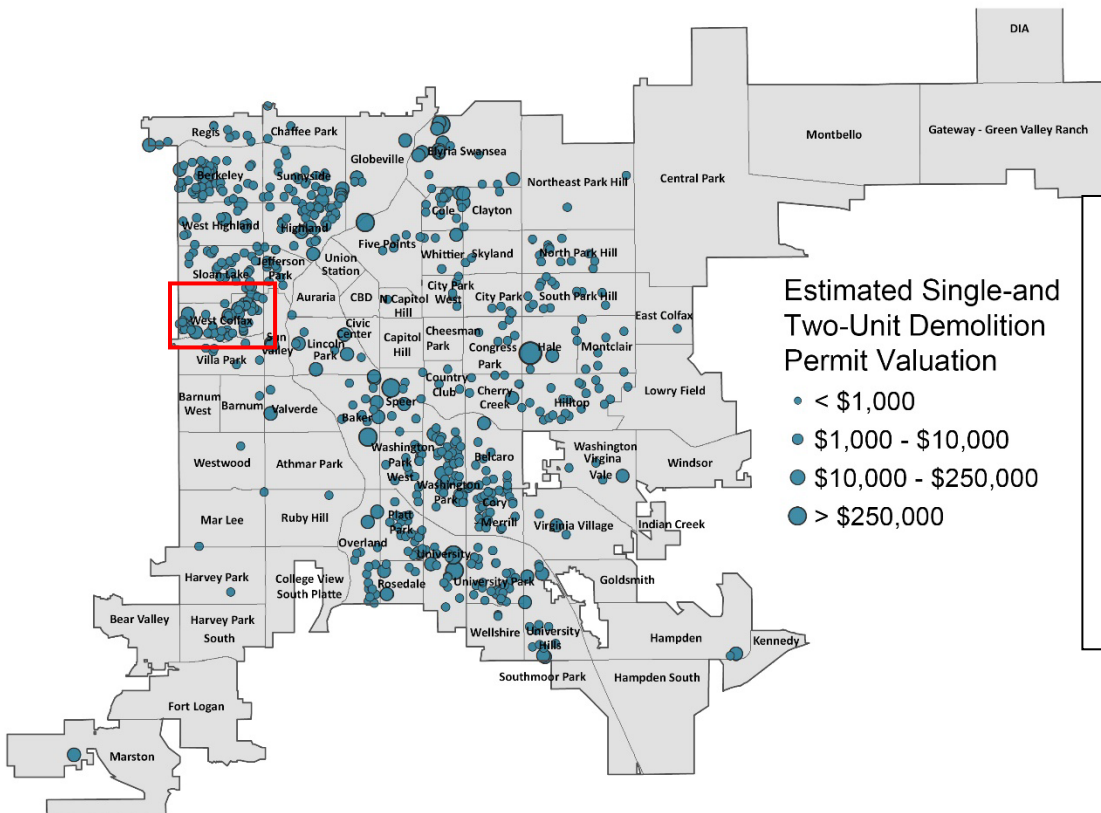 DIA
Montbello
Gateway - Green Valley Ranch
Regis
Chaffee Park
Globeville
Elyria Swansea
Central Park
Berkeley
Sunnyside
Northeast Park Hill
West Highland
Highland
Cole
Clayton
Five Points
Union
Station
Whittier
Skyland
North Park Hill
Sloan Lake
Jefferson
Park
City Park
West
City Park
South Park Hill
Auraria
CBD
N Capitol
Hill
East Colfax
West Colfax
Sun
Valley
Lincoln
Park
Civic
Center
Capitol
Hill
Cheesman
Park
Congress
Park
Hale
Montclair
Villa Park
Barnum
West
Barnum
Valverde
Baker
Speer
Country
Club
Cherry
Creek
Hilltop
Lowry Field
Westwood
Athmar Park
Washington
Park
West
Washington
Park
Belcaro
Washington
Virgina
Vale
Windsor
Mar Lee
Ruby Hill
Platt
Park
Cory
Merrill
Virginia Village
Indian Creek
Overland
University
Harvey Park
College View
South Platte
Rosedale
University Park
Goldsmith
Bear Valley
Harvey Park
South
Wellshire
University
Hills
Hampden
Kennedy
Southmoor Park
Hampden South
Fort Logan
Marston
Estimated Single-and
Two-Unit Demolition
Permit Valuation
< $1,000
$1,000 - $10,000
$10,000 - $250,000
> $250,000